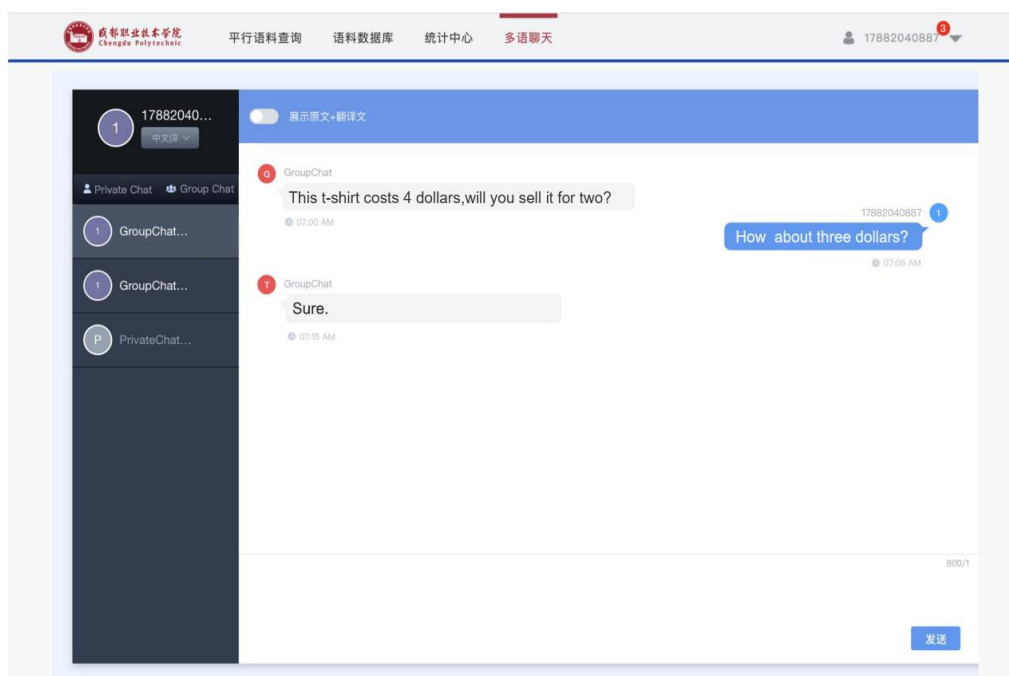 成都职业技术学院
Chengdu Polytechnic
平行语料查询 语料数据库 统计中心 多语聊天
17882040887
3
1
17882040...
展示原文+翻译文
Private Chat Group Chat
1 GroupChat...
1 GroupChat...
P PrivateChat...
G GroupChat
This t-shirt costs 4 dollars,will you sell it for two?
07:00 AM
17882040887 1
How about three dollars?
07:05 AM
T GroupChat
Sure.
07:15 AM
800/1
发送